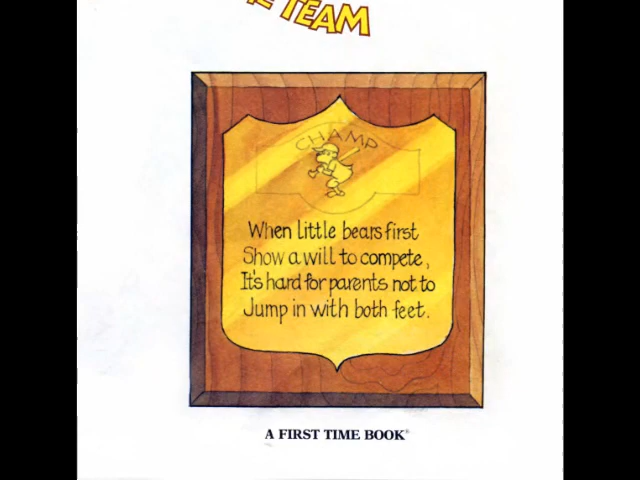 TEAM
CHAMP
When little bears first
Show a will to compete,
It's hard for parents not to
Jump in with both feet.
A FIRST TIME BOOK®